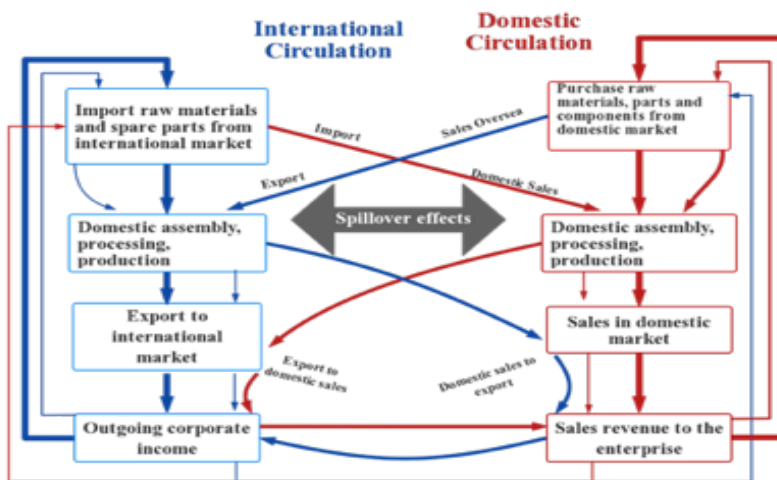 International
Circulation
Domestic
Circulation
Import raw materials
and spare parts from
international market
Purchase raw
materials, parts and
components from
domestic market
Import
Sales Oversea
Export
Domestic Sales
Spillover effects
Domestic assembly,
processing,
production
Domestic assembly,
processing,
production
Export to
international
market
Sales in domestic
market
Export to
domestic sales
Domestic sales to
export
Outgoing corporate
income
Sales revenue to the
enterprise